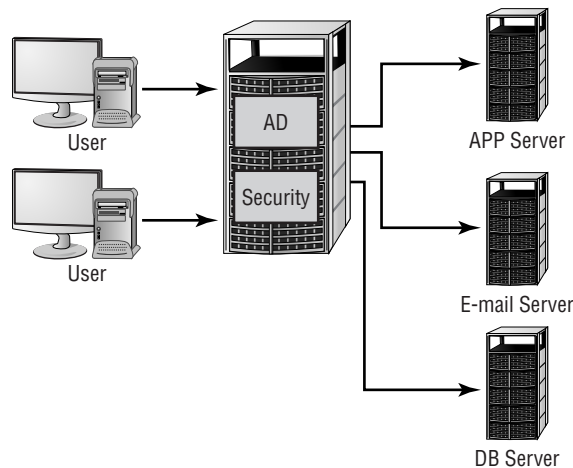 User
User
AD
Security
APP Server
E-mail Server
DB Server